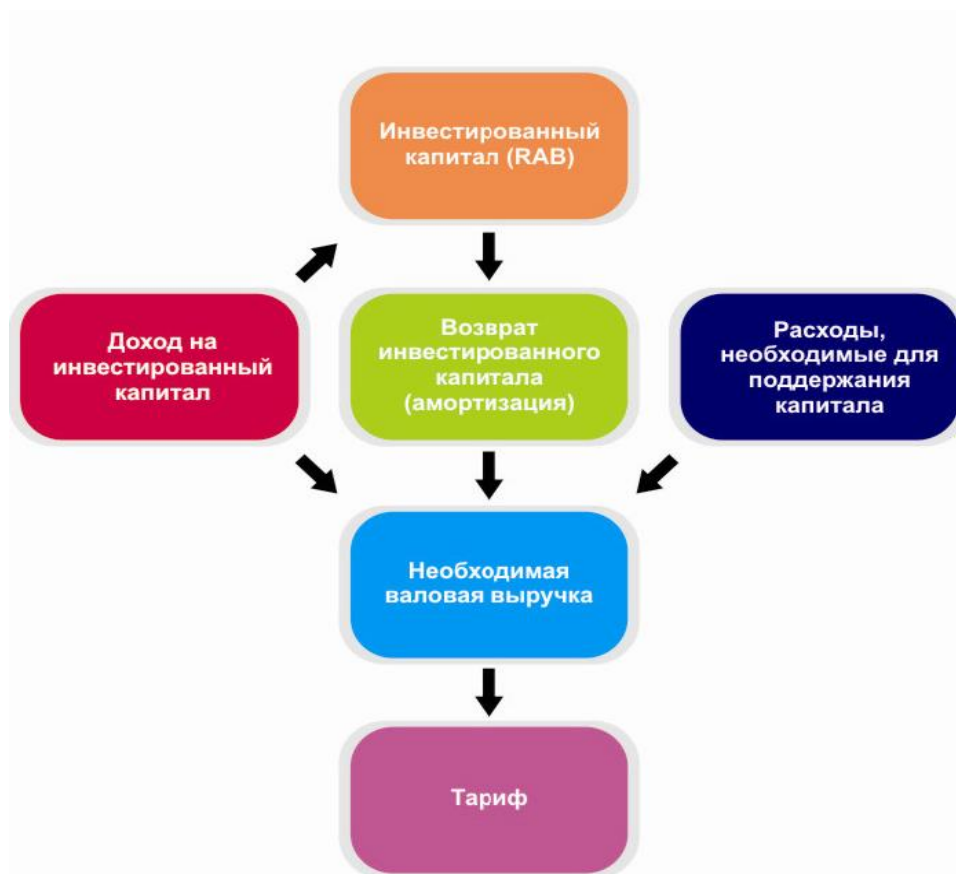 Инвестированный
капитал (RAB)
Доход на
инвестированный
капитал
Возврат
инвестированного
капитала
(амортизация)
Расходы,
необходимые для
поддержания
капитала
Необходимая
валовая выручка
Тариф